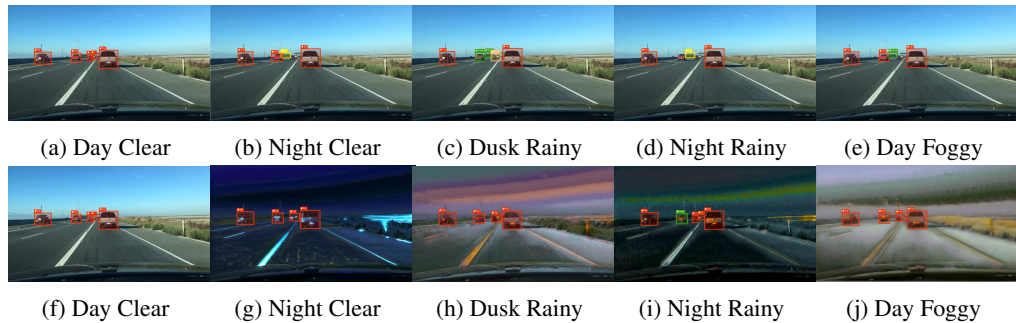 (a) Day Clear (b) Night Clear (c) Dusk Rainy (d) Night Rainy (e) Day Foggy
(f) Day Clear (g) Night Clear (h) Dusk Rainy (i) Night Rainy (j) Day Foggy